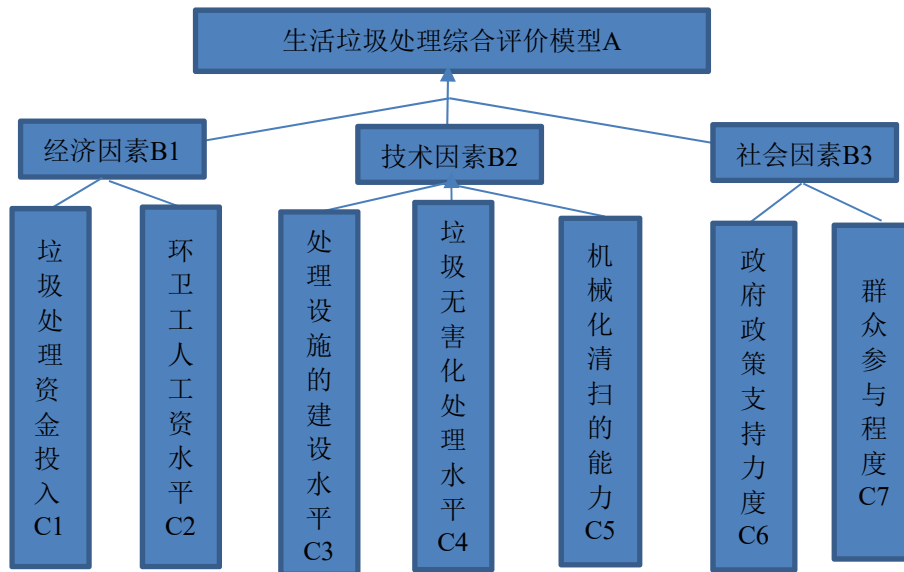 生活垃圾处理综合评价模型A
经济因素B1
技术因素B2
社会因素B3
垃圾处理资金投入C1
环卫工人工资水平C2
处理设施的建设水平C3
垃圾无害化处理水平C4
机械化清扫的能力C5
政府政策支持力度C6
群众参与程度C7